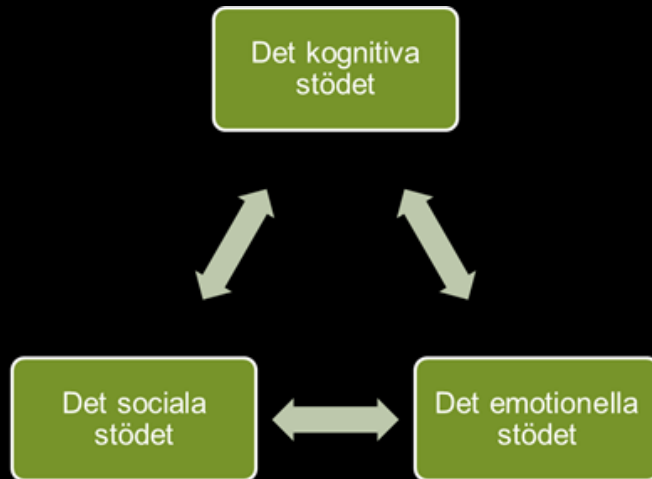 Det kognitiva
stödet
Det sociala
stödet
Det emotionella
stödet